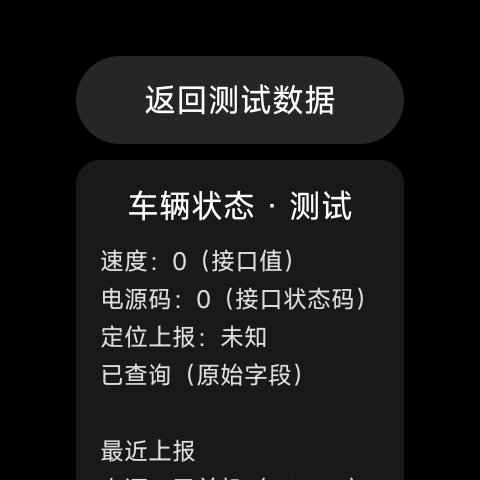 返回测试数据
车辆状态 · 测试
速度：0（接口值）
电源码：0（接口状态码）
定位上报：未知
已查询（原始字段）
最近上报